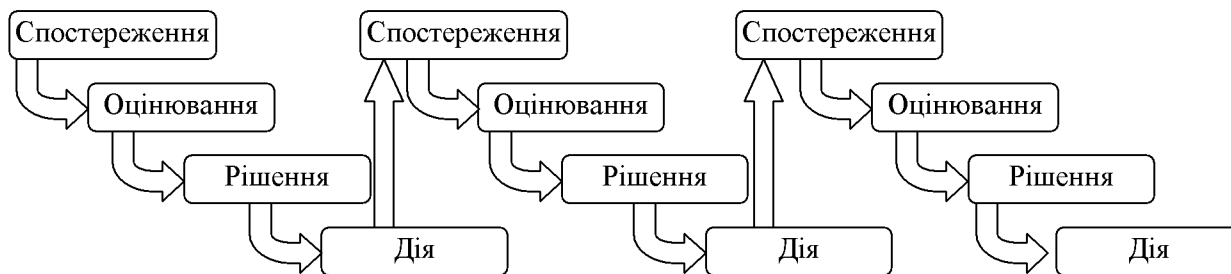 Спостереження
Оцінювання
Рішення
Дія
Спостереження
Оцінювання
Рішення
Дія
Спостереження
Оцінювання
Рішення
Дія